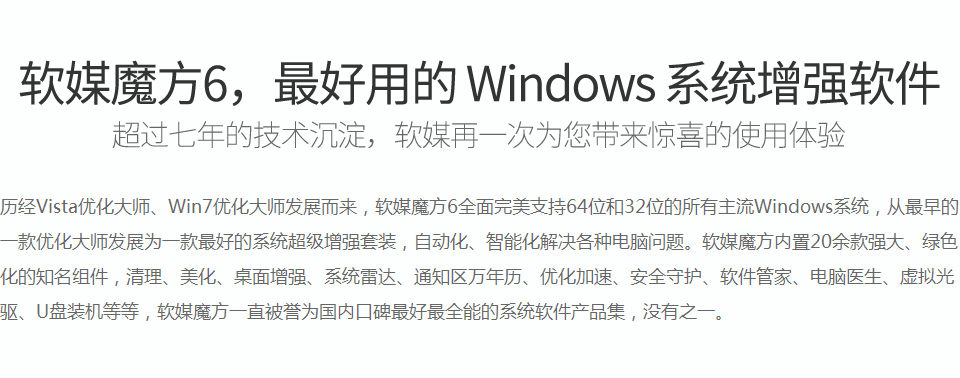 软媒魔方6，最好用的 Windows 系统增强软件
超过七年的技术沉淀，软媒再一次为您带来惊喜的使用体验
历经Vista优化大师、Win7优化大师发展而来，软媒魔方6全面完美支持64位和32位的所有主流Windows系统，从最早的
一款优化大师发展为一款最好的系统超级增强套装，自动化、智能化解决各种电脑问题。软媒魔方内置20余款强大、绿色
化的知名组件，清理、美化、桌面增强、系统雷达、通知区万年历、优化加速、安全守护、软件管家、电脑医生、虚拟光
驱、U盘装机等等，软媒魔方一直被誉为国内口碑最好最全能的系统软件产品集，没有之一。